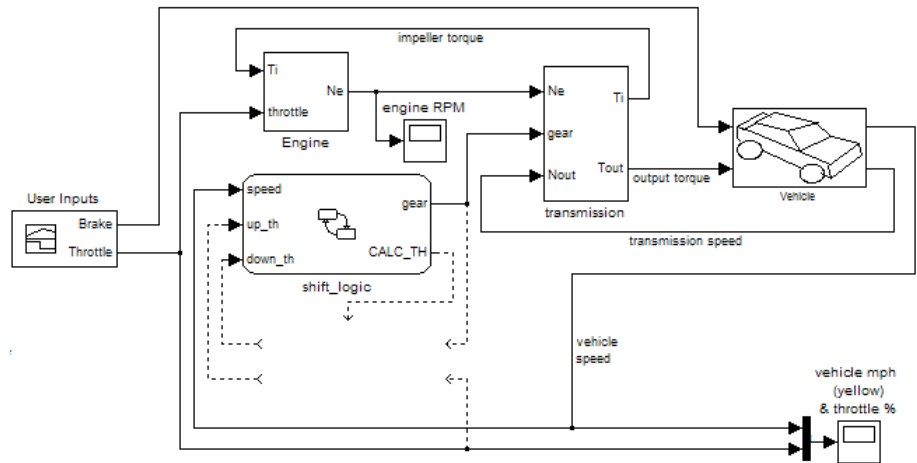 impeller torque
Ti
Ne
throttle
Engine
engine RPM
Ne
Ti
gear
Nout
Tout
transmission
output torque
Vehicle
transmission speed
User Inputs
Brake
Throttle
speed
gear
up_th
CALC_TH
down_th
shift_logic
vehicle
speed
vehicle mph
(yellow)
& throttle %